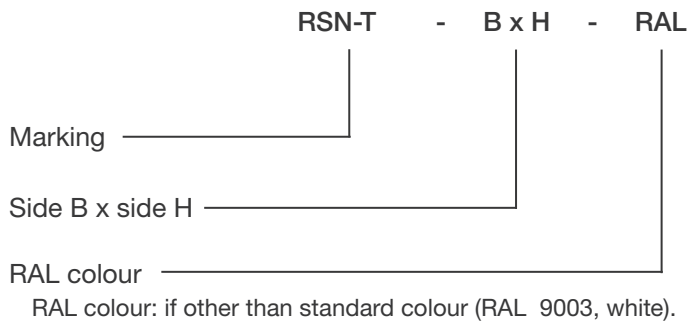 RSN-T - B x H - RAL
Marking
Side B x side H
RAL colour
RAL colour: if other than standard colour (RAL 9003, white).